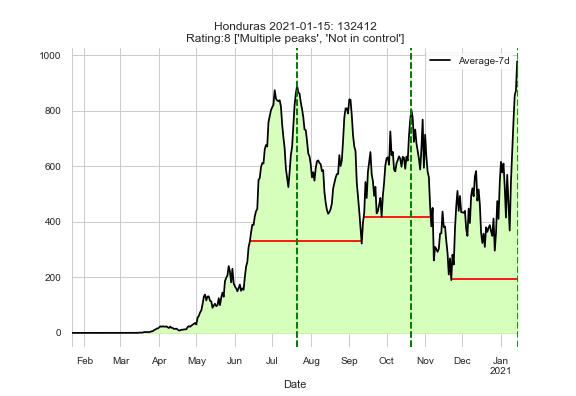 Honduras 2021-01-15: 132412
Rating:8 ['Multiple peaks', 'Not in control']
Average-7d
1000
800
600
400
200
0
Feb Mar Apr May Jun Jul Aug Sep Oct Nov Dec Jan
2021
Date